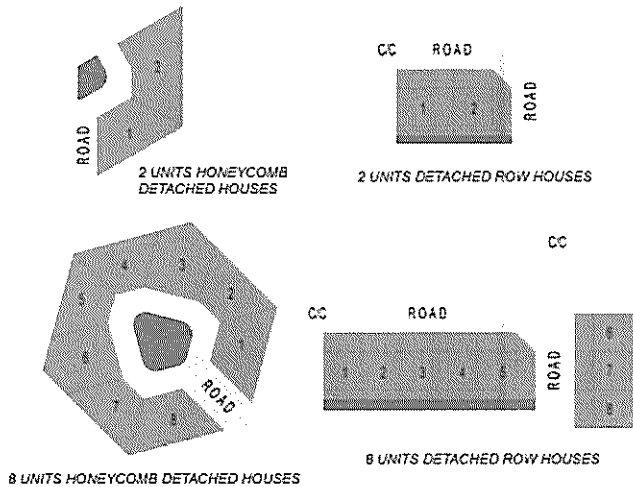 CC ROAD
2
1 2
ROAD
ROAD
1
2 UNITS HONEYCOMB
DETACHED HOUSES
2 UNITS DETACHED ROW HOUSES
4 3
5 2
6 1
7 8
ROAD
CC
CC ROAD
1 2 3 4 5
ROAD
6
7
8
8 UNITS HONEYCOMB DETACHED HOUSES
8 UNITS DETACHED ROW HOUSES